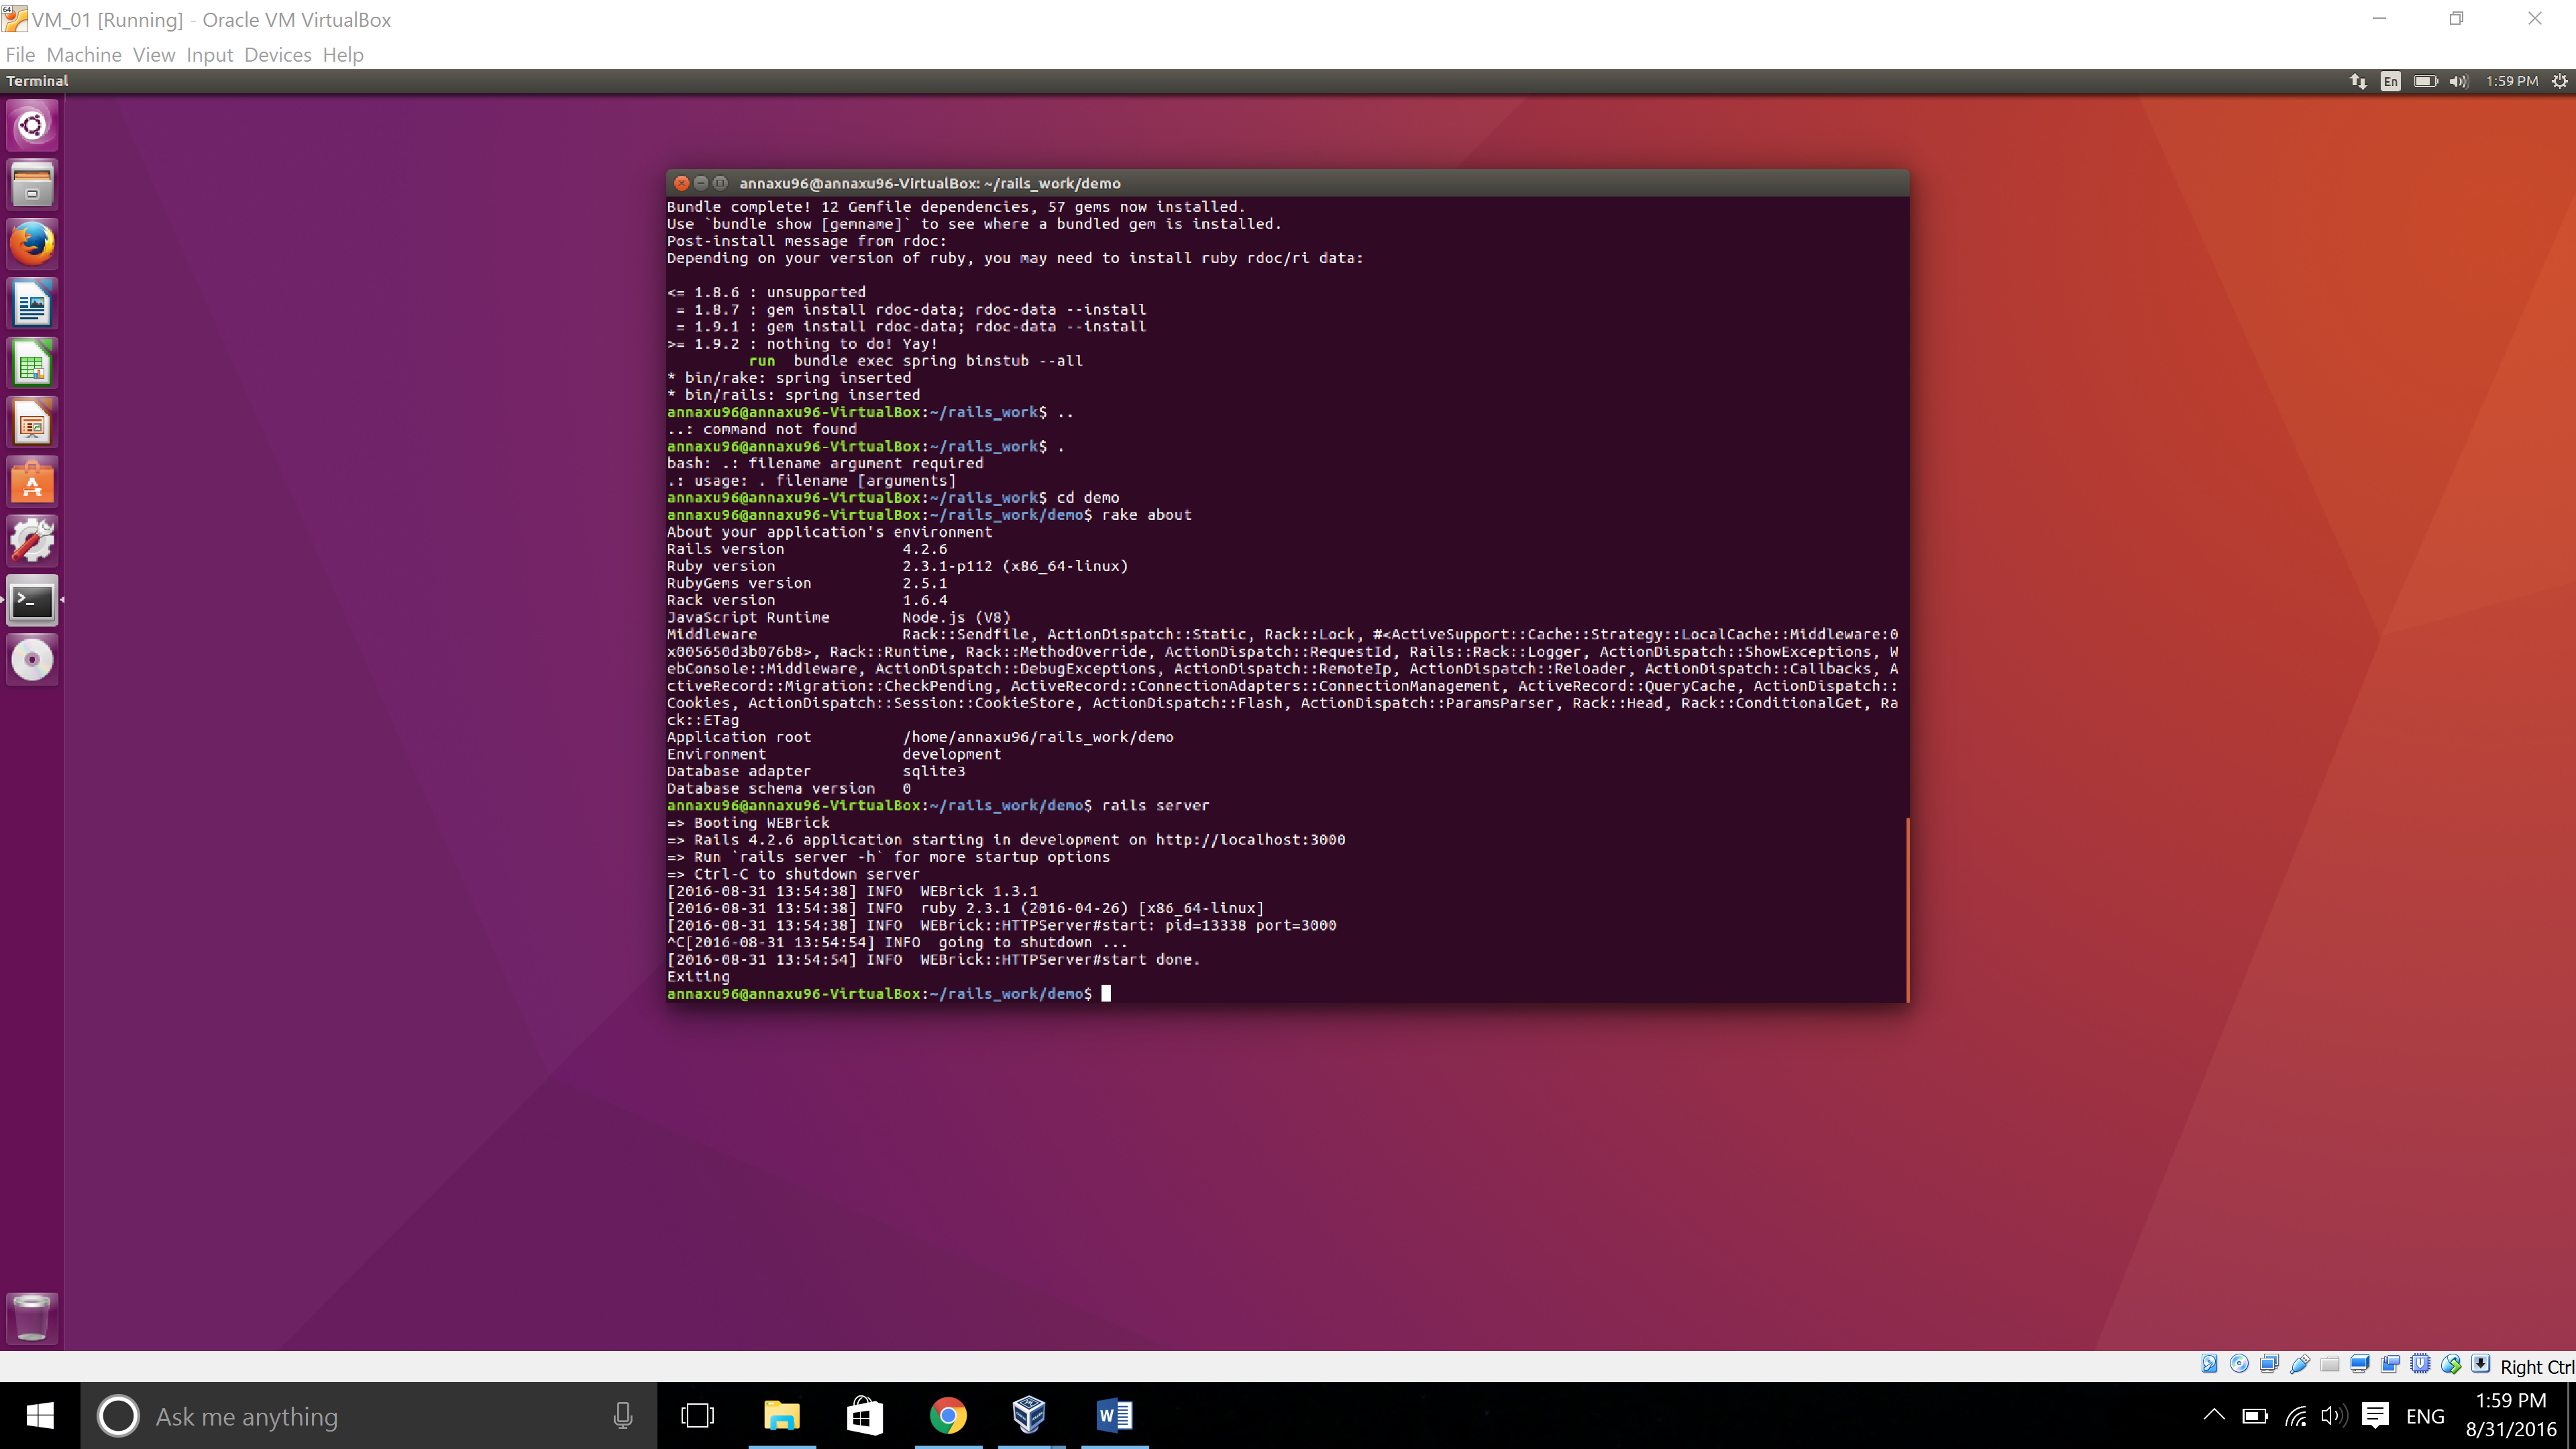 VM_01 [Running] - Oracle VM VirtualBox
File Machine View Input Devices Help
Terminal
En
1:59 PM
annaxu96@annaxu96-VirtualBox: ~/rails_work/demo
Bundle complete! 12 Gemfile dependencies, 57 gems now installed.
Use `bundle show [gemname]` to see where a bundled gem is installed.
Post-install message from rdoc:
Depending on your version of ruby, you may need to install ruby rdoc/ri data:
<= 1.8.6 : unsupported
 = 1.8.7 : gem install rdoc-data; rdoc-data --install
 = 1.9.1 : gem install rdoc-data; rdoc-data --install
>= 1.9.2 : nothing to do! Yay!
         run  bundle exec spring binstub --all
* bin/rake: spring inserted
* bin/rails: spring inserted
annaxu96@annaxu96-VirtualBox:~/rails_work$ ..
..: command not found
annaxu96@annaxu96-VirtualBox:~/rails_work$ .
bash: .: filename argument required
.: usage: . filename [arguments]
annaxu96@annaxu96-VirtualBox:~/rails_work$ cd demo
annaxu96@annaxu96-VirtualBox:~/rails_work/demo$ rake about
About your application's environment
Rails version             4.2.6
Ruby version              2.3.1-p112 (x86_64-linux)
RubyGems version          2.5.1
Rack version              1.6.4
JavaScript Runtime        Node.js (V8)
Middleware                Rack::Sendfile, ActionDispatch::Static, Rack::Lock, #<ActiveSupport::Cache::Strategy::LocalCache::Middleware:0
x005650d3b076b8>, Rack::Runtime, Rack::MethodOverride, ActionDispatch::RequestId, Rails::Rack::Logger, ActionDispatch::ShowExceptions, W
ebConsole::Middleware, ActionDispatch::DebugExceptions, ActionDispatch::RemoteIp, ActionDispatch::Reloader, ActionDispatch::Callbacks, A
ctiveRecord::Migration::CheckPending, ActiveRecord::ConnectionAdapters::ConnectionManagement, ActiveRecord::QueryCache, ActionDispatch::
Cookies, ActionDispatch::Session::CookieStore, ActionDispatch::Flash, ActionDispatch::ParamsParser, Rack::Head, Rack::ConditionalGet, Ra
ck::ETag
Application root          /home/annaxu96/rails_work/demo
Environment               development
Database adapter          sqlite3
Database schema version   0
annaxu96@annaxu96-VirtualBox:~/rails_work/demo$ rails server
=> Booting WEBrick
=> Rails 4.2.6 application starting in development on http://localhost:3000
=> Run `rails server -h` for more startup options
=> Ctrl-C to shutdown server
[2016-08-31 13:54:38] INFO  WEBrick 1.3.1
[2016-08-31 13:54:38] INFO  ruby 2.3.1 (2016-04-26) [x86_64-linux]
[2016-08-31 13:54:38] INFO  WEBrick::HTTPServer#start: pid=13338 port=3000
^C[2016-08-31 13:54:54] INFO  going to shutdown ...
[2016-08-31 13:54:54] INFO  WEBrick::HTTPServer#start done.
Exiting
annaxu96@annaxu96-VirtualBox:~/rails_work/demo$
Right Ctrl
Ask me anything
ENG
1:59 PM
8/31/2016